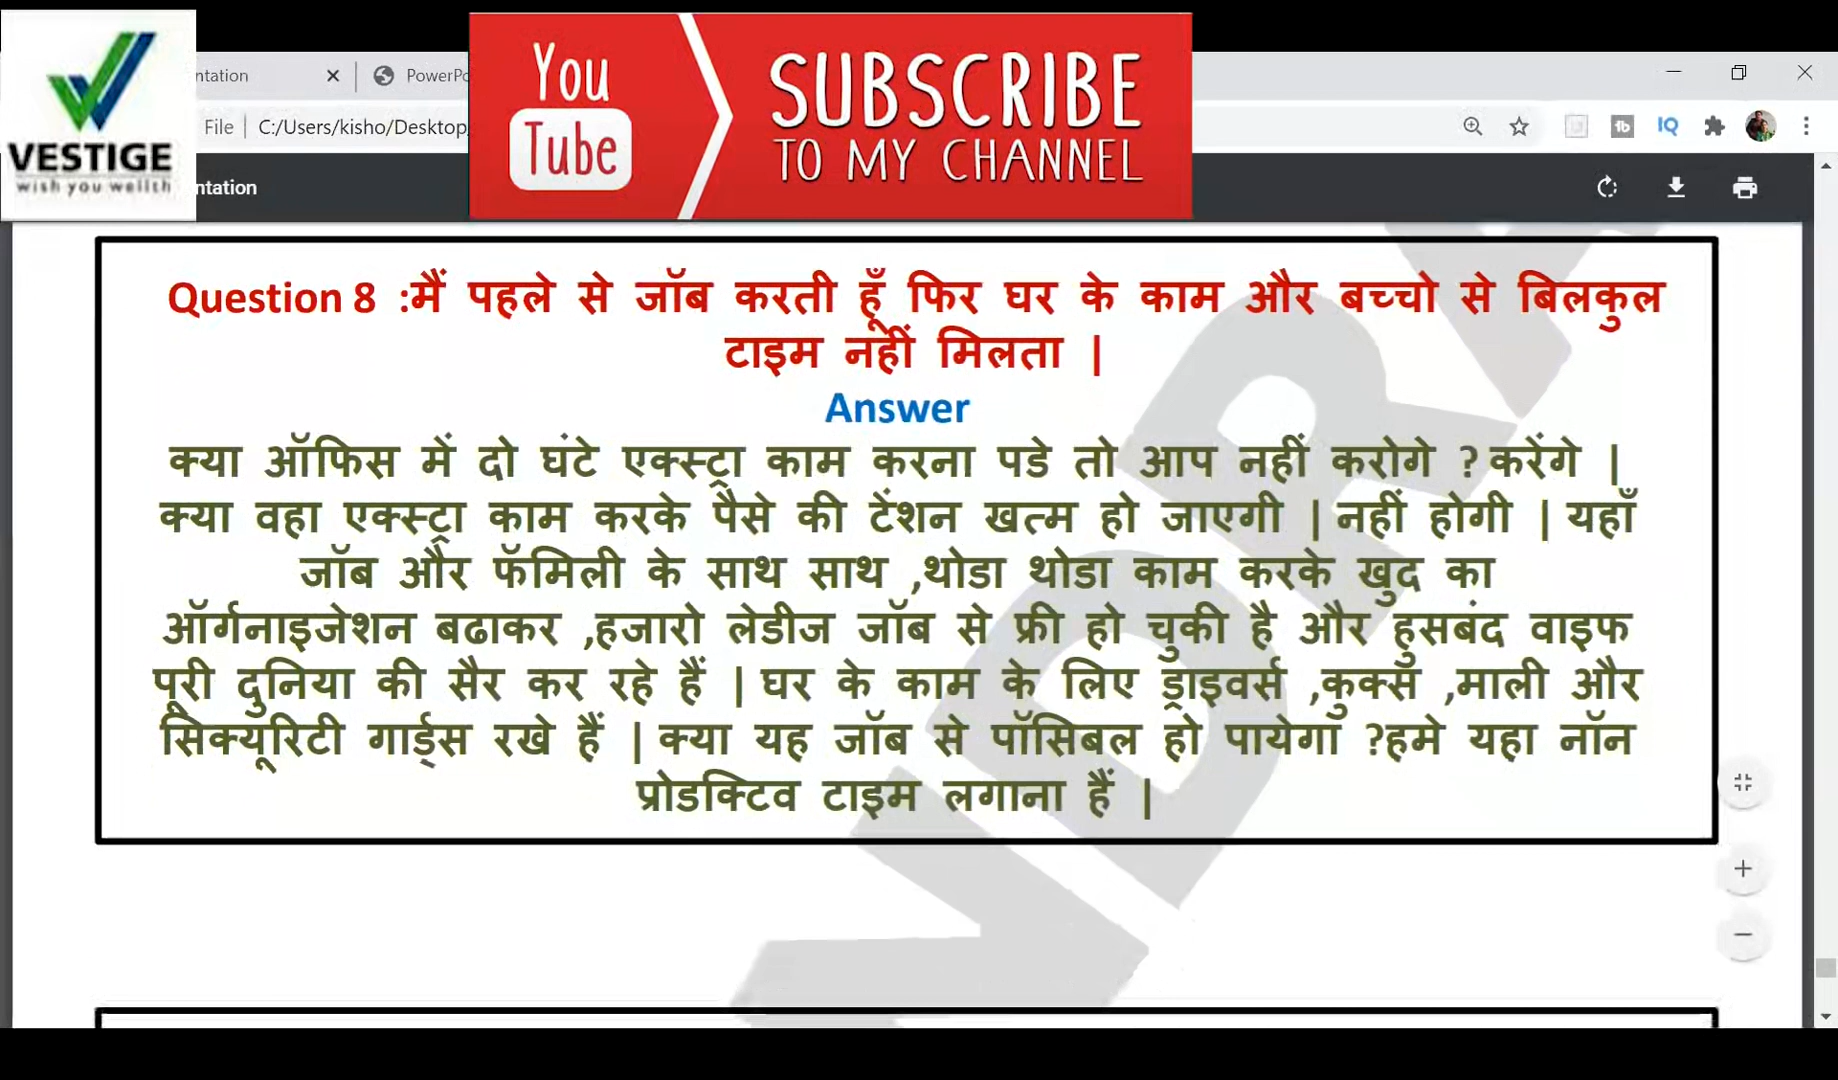 VESTIGE
wish you wellth
ntation
PowerPo
File
C:/Users/kisho/Desktop
ntation
You
Tube
SUBSCRIBE
TO MY CHANNEL
IQ
Question 8 :मैं पहले से जॉब करती हूँ फिर घर के काम और बच्चो से बिलकुल
टाइम नहीं मिलता |
Answer
क्या ऑफिस में दो घंटे एक्स्ट्रा काम करना पडे तो आप नहीं करोगे ? करेंगे |
क्या वहा एक्स्ट्रा काम करके पैसे की टेंशन खत्म हो जाएगी | नहीं होगी | यहाँ
जॉब और फॅमिली के साथ साथ ,थोडा थोडा काम करके खुद का
ऑर्गनाइजेशन बढाकर ,हजारो लेडीज जॉब से फ्री हो चुकी है और हुसबंद वाइफ
पूरी दुनिया की सैर कर रहे हैं | घर के काम के लिए ड्राइवर्स ,कुक्स ,माली और
सिक्यूरिटी गार्ड्स रखे हैं | क्या यह जॉब से पॉसिबल हो पायेगा ?हमे यहा नॉन
प्रोडक्टिव टाइम लगाना हैं |